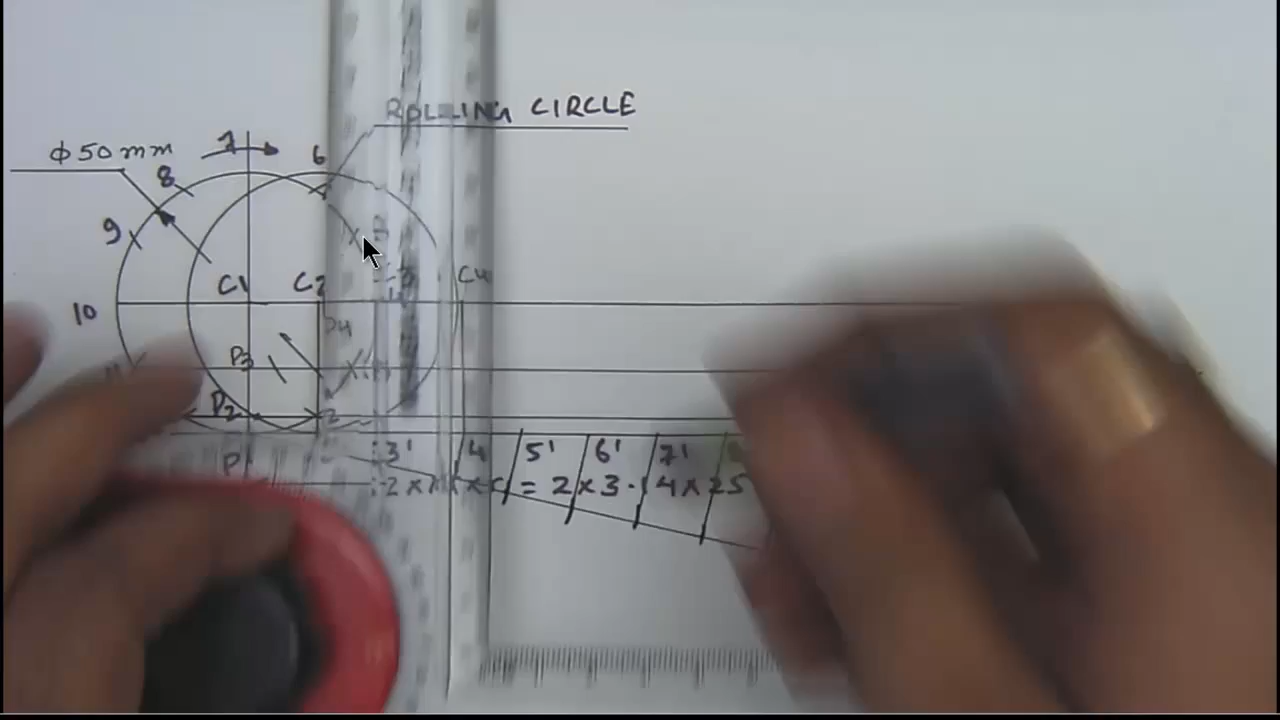 ROLLING CIRCLE
Φ50mm
7
6
8
9
C1 C2 C4
10
P4
P3
P2
P1 3' 4 5' 6' 7'
= 2×3.14×25